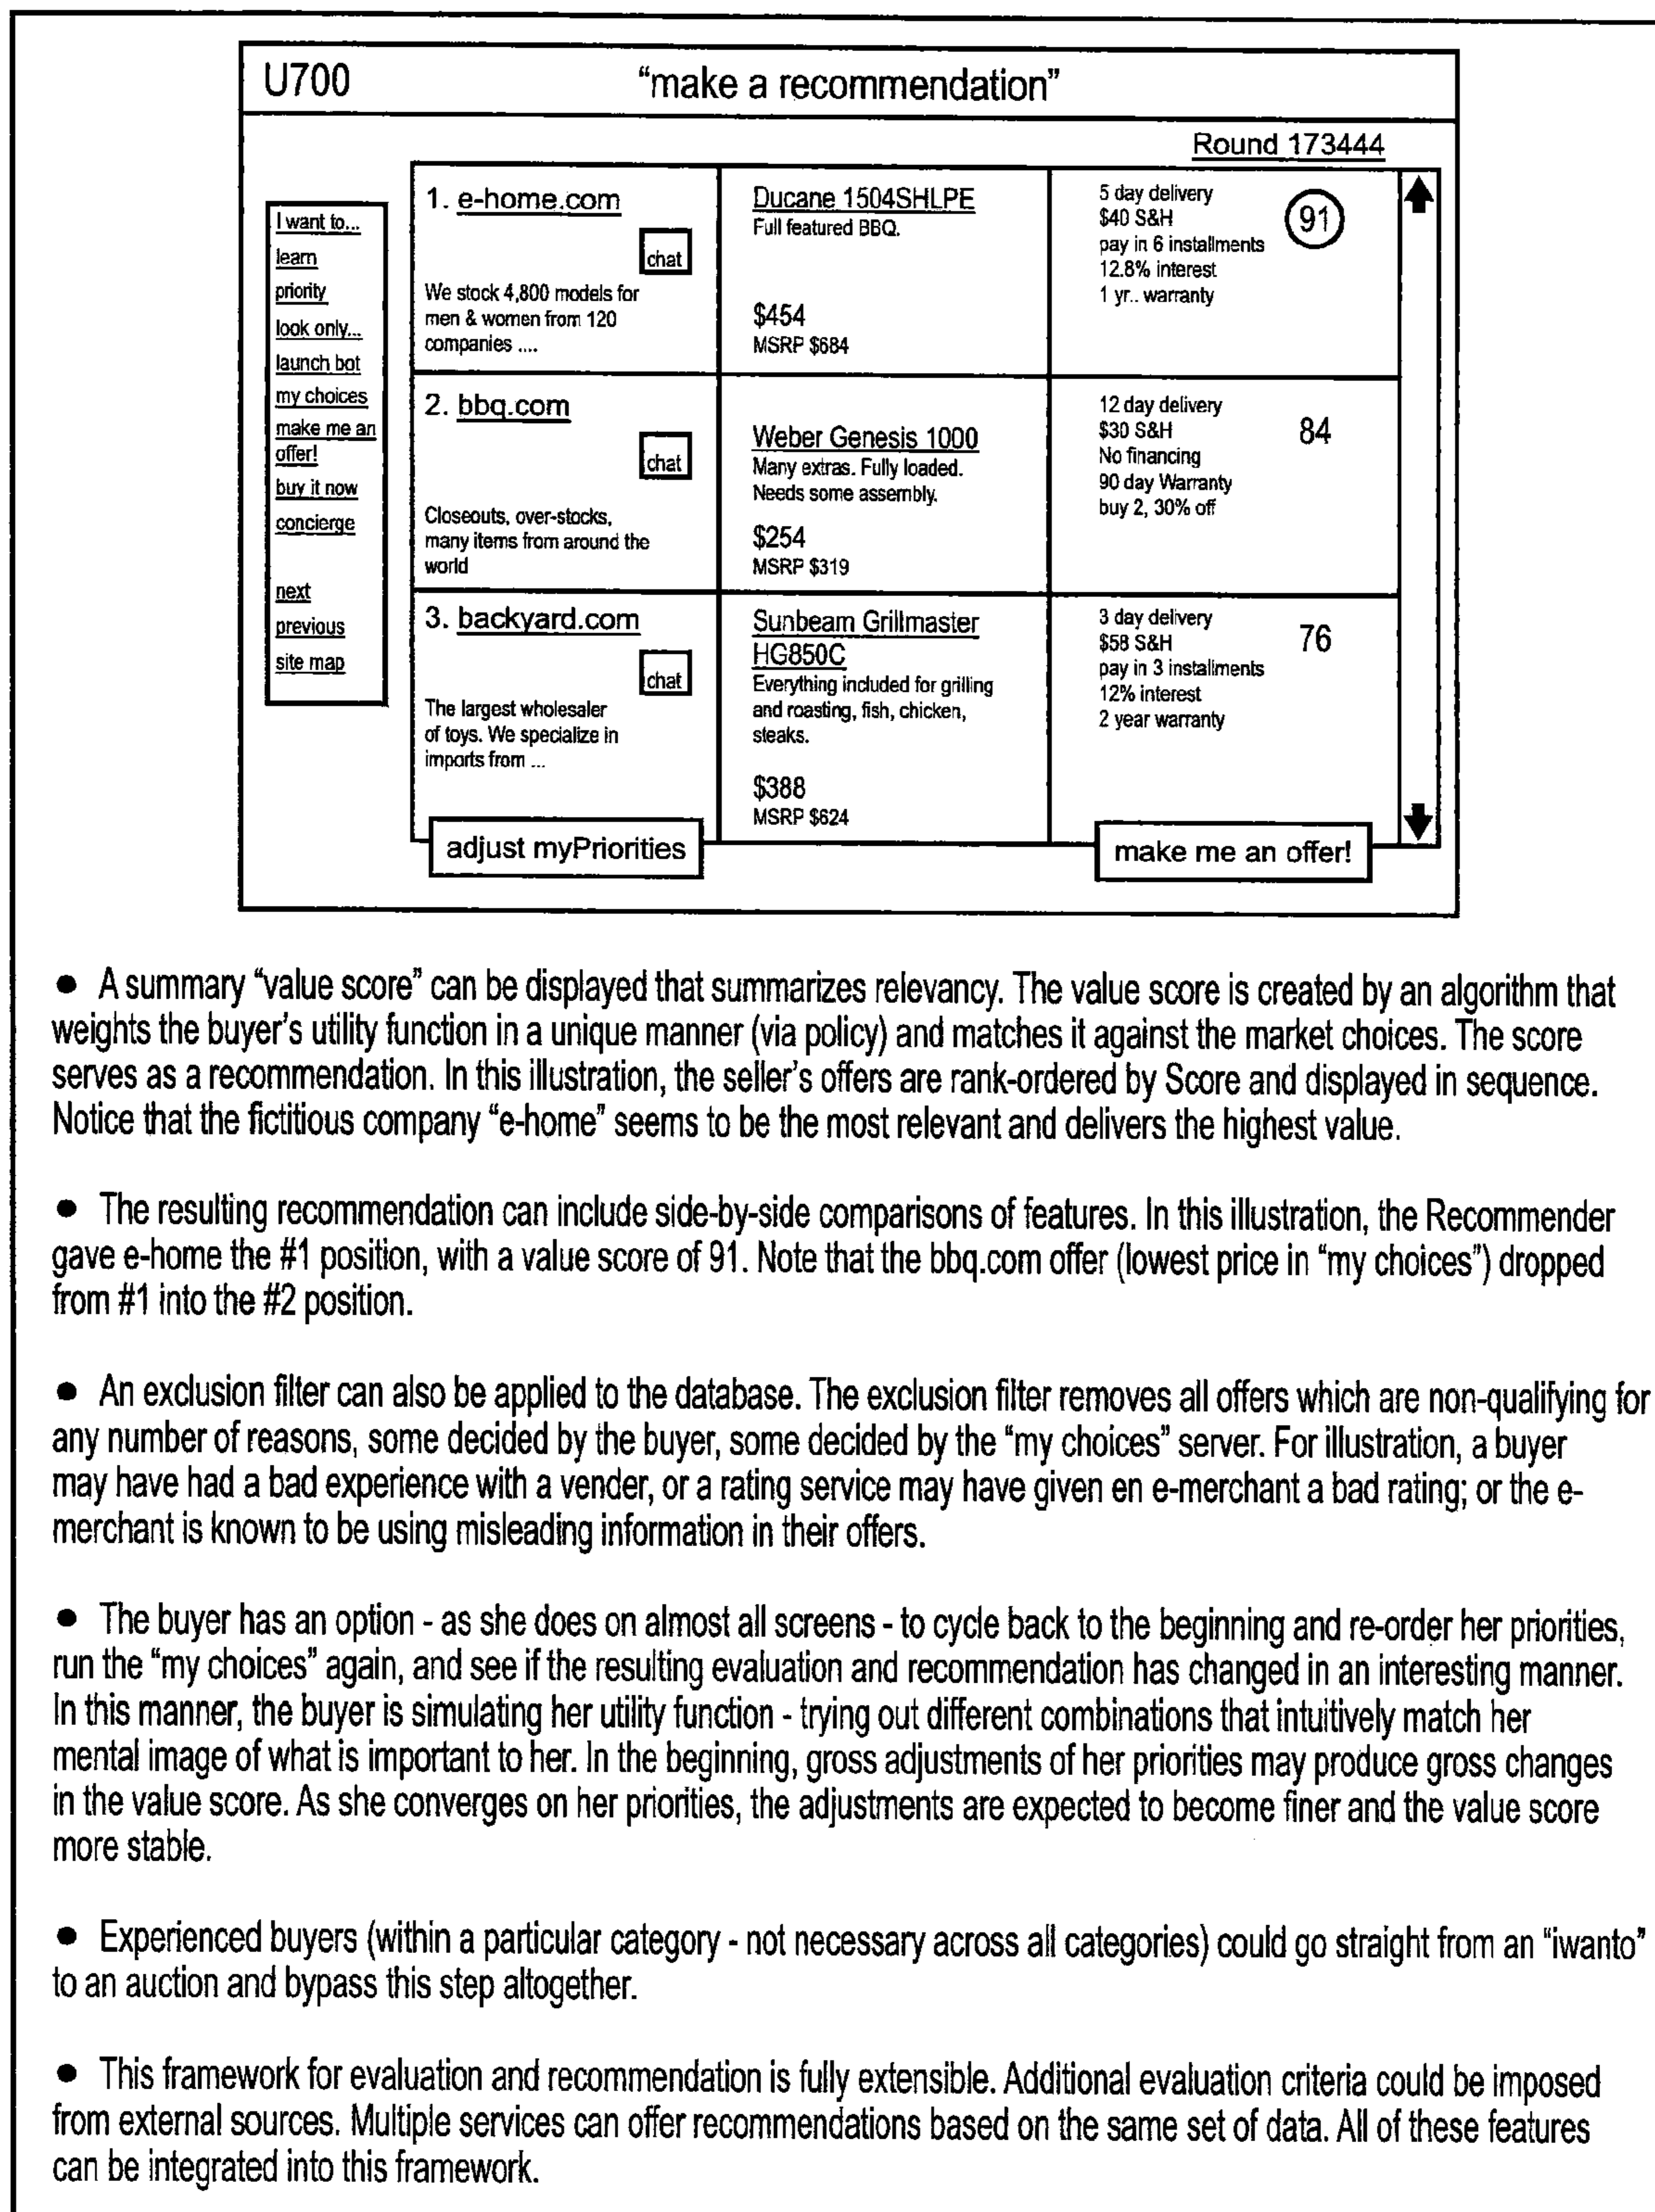 U700
“make a recommendation”
Round 173444
I want to...
learn
priority
look only...
launch bot
my choices
make me an
offer!
buy it now
concierge
next
previous
site map
1. e-home.com
chat
We stock 4,800 models for
men & women from 120
companies ....
Ducane 1504SHLPE
Full featured BBQ.
$454
MSRP $684
5 day delivery
$40 S&H
pay in 6 installments
12.8% interest
1 yr.. warranty
91
2. bbq.com
chat
Closeouts, over-stocks,
many items from around the
world
Weber Genesis 1000
Many extras. Fully loaded.
Needs some assembly.
$254
MSRP $319
12 day delivery
$30 S&H
No financing
90 day Warranty
buy 2, 30% off
84
3. backyard.com
chat
The largest wholesaler
of toys. We specialize in
imports from ...
Sunbeam Grillmaster
HG850C
Everything included for grilling
and roasting, fish, chicken,
steaks.
$388
MSRP $624
3 day delivery
$58 S&H
pay in 3 installments
12% interest
2 year warranty
76
adjust myPriorities
make me an offer!
● A summary “value score” can be displayed that summarizes relevancy. The value score is created by an algorithm that
weights the buyer’s utility function in a unique manner (via policy) and matches it against the market choices. The score
serves as a recommendation. In this illustration, the seller’s offers are rank-ordered by Score and displayed in sequence.
Notice that the fictitious company “e-home” seems to be the most relevant and delivers the highest value.
● The resulting recommendation can include side-by-side comparisons of features. In this illustration, the Recommender
gave e-home the #1 position, with a value score of 91. Note that the bbq.com offer (lowest price in “my choices”) dropped
from #1 into the #2 position.
● An exclusion filter can also be applied to the database. The exclusion filter removes all offers which are non-qualifying for
any number of reasons, some decided by the buyer, some decided by the “my choices” server. For illustration, a buyer
may have had a bad experience with a vender, or a rating service may have given en e-merchant a bad rating; or the e-
merchant is known to be using misleading information in their offers.
● The buyer has an option - as she does on almost all screens - to cycle back to the beginning and re-order her priorities,
run the “my choices” again, and see if the resulting evaluation and recommendation has changed in an interesting manner.
In this manner, the buyer is simulating her utility function - trying out different combinations that intuitively match her
mental image of what is important to her. In the beginning, gross adjustments of her priorities may produce gross changes
in the value score. As she converges on her priorities, the adjustments are expected to become finer and the value score
more stable.
● Experienced buyers (within a particular category - not necessary across all categories) could go straight from an “iwanto”
to an auction and bypass this step altogether.
● This framework for evaluation and recommendation is fully extensible. Additional evaluation criteria could be imposed
from external sources. Multiple services can offer recommendations based on the same set of data. All of these features
can be integrated into this framework.